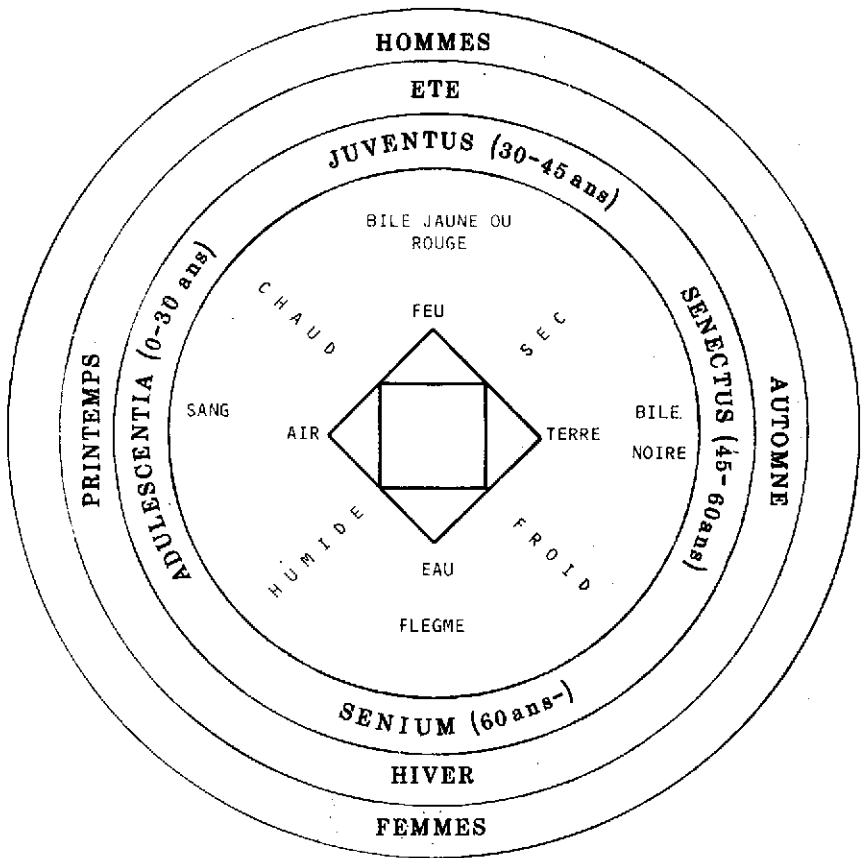 HOMMES
ETE
JUVENTUS (30-45 ans)
BILE JAUNE OU
ROUGE
CHAUD
SEC
FEU
ADULESCENTIA (0-30 ans)
SENECTUS (45-60ans)
PRINTEMPS
AUTOMNE
SANG
AIR
TERRE
BILE
NOIRE
HUMIDE
FROID
EAU
FLEGME
SENIUM (60ans-)
HIVER
FEMMES